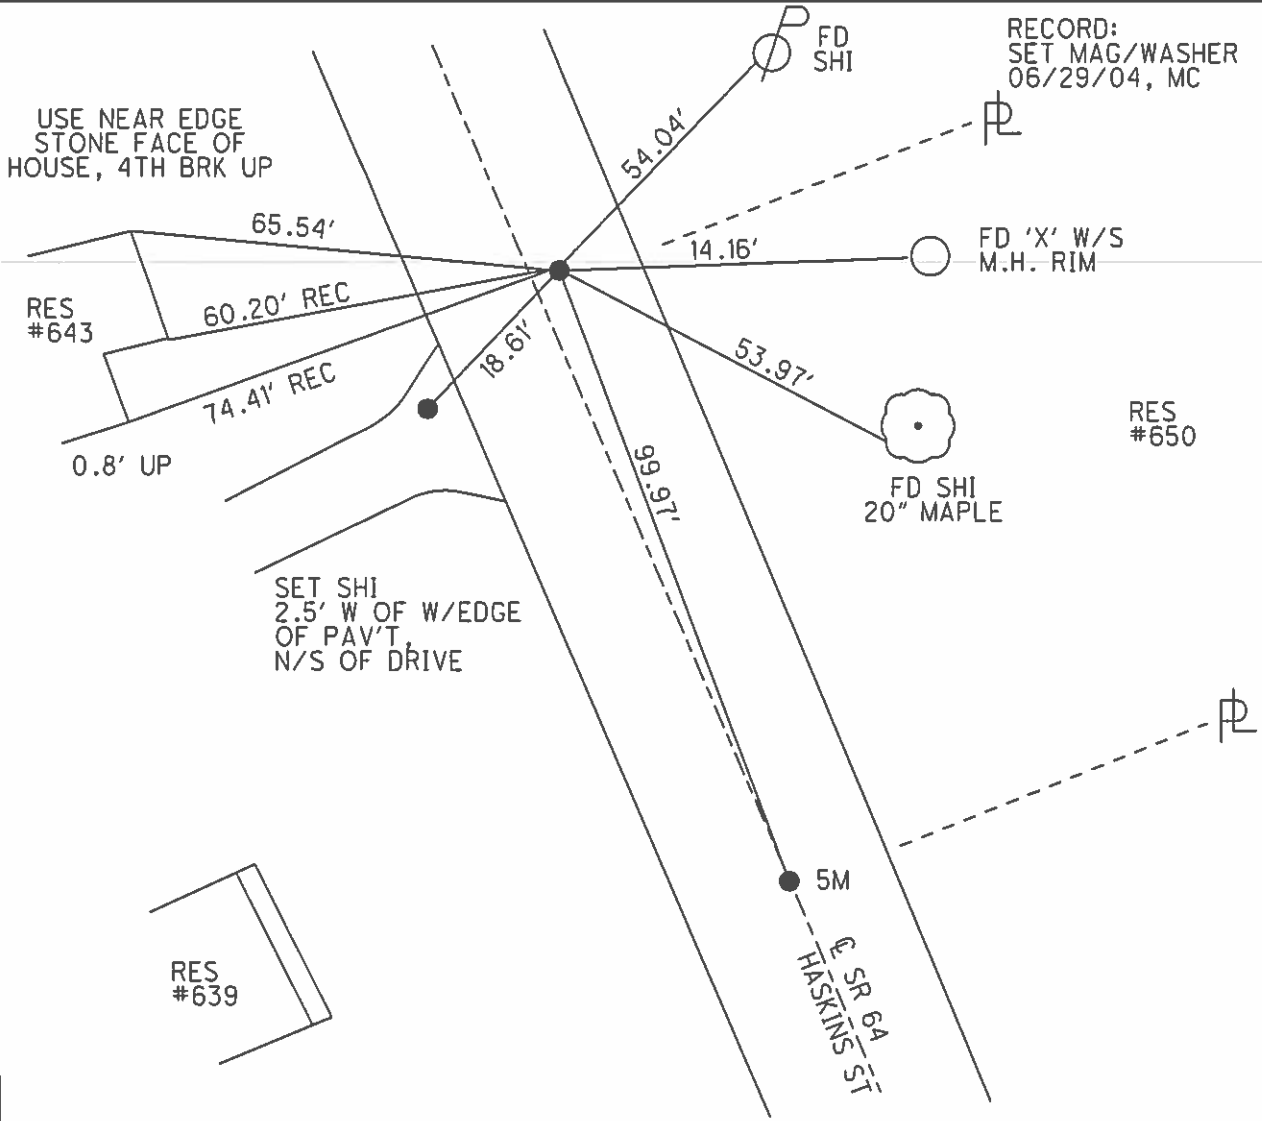 FD
SHI
RECORD:
SET MAG/WASHER
06/29/04, MC
USE NEAR EDGE
STONE FACE OF
HOUSE, 4TH BRK UP
54.04'
PL
65.54'
14.16'
FD 'X' W/S
M.H. RIM
RES
#643
60.20' REC
18.61'
53.97'
74.41' REC
RES
#650
0.8' UP
99.97'
FD SHI
20" MAPLE
SET SHI
2.5' W OF W/EDGE
OF PAV'T,
N/S OF DRIVE
PL
5M
RES
#639
℄ SR 64
HASKINS ST